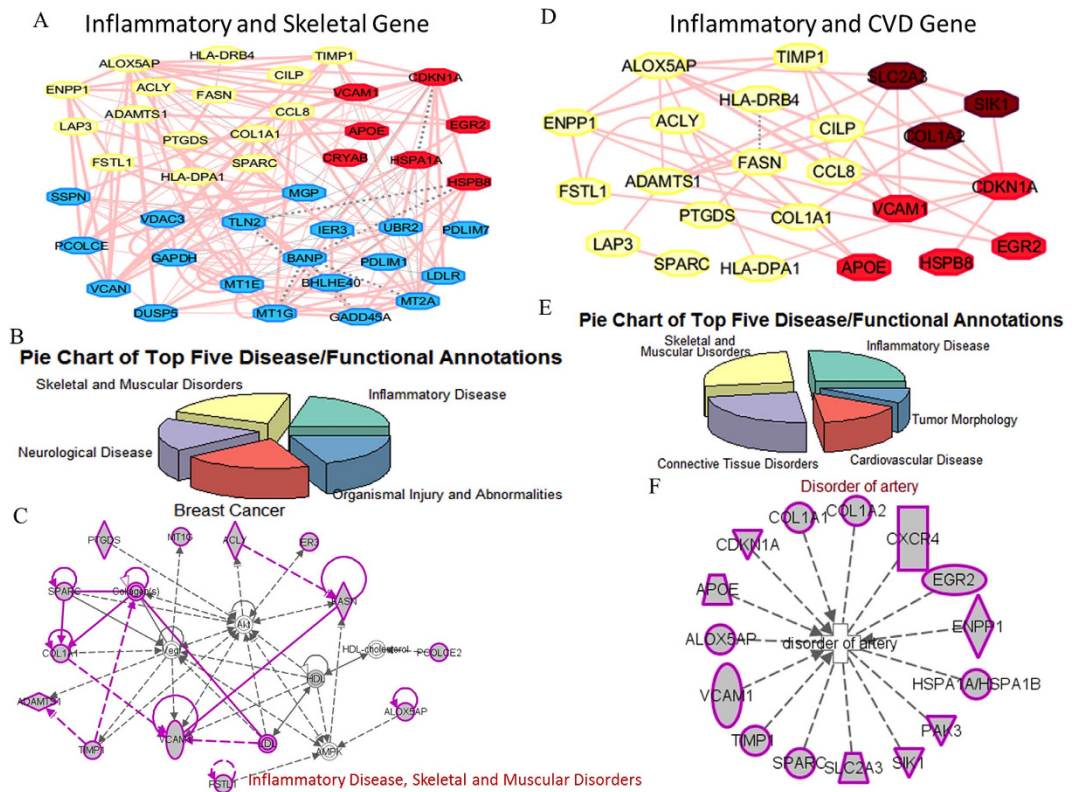 A
Inflammatory and Skeletal Gene
ALOX5AP
HLA-DRB4
TIMP1
CILP
CDKN1A
ENPP1
ACLY
FASN
VCAM1
ADAMTS1
CCL8
LAP3
PTGDS
COL1A1
APOE
EGR2
FSTL1
SPARC
CRYAB
HSPA1A
HLA-DPA1
HSPB8
SSPN
MGP
VDAC3
TLN2
IER3
UBR2
PDLIM7
PCOLCE
GAPDH
BANP
PDLIM1
LDLR
VCAN
MT1E
BHLHE40
MT2A
DUSP5
MT1G
GADD45A
B
Pie Chart of Top Five Disease/Functional Annotations
Skeletal and Muscular Disorders
Inflammatory Disease
Neurological Disease
Organismal Injury and Abnormalities
Breast Cancer
C
PTGDS
MT1G
ACLY
IER3
SPARC
Collagen(s)
FASN
Akt
Vegf
COL1A1
HDL-cholesterol
PCOLCE2
HDL
ADAMTS1
ALOX5AP
TIMP1
VCAM1
LDL
AMPK
FSTL1
Inflammatory Disease, Skeletal and Muscular Disorders
D
Inflammatory and CVD Gene
ALOX5AP
TIMP1
SLC2A3
HLA-DRB4
SIK1
ENPP1
ACLY
CILP
COL1A2
FASN
ADAMTS1
CCL8
CDKN1A
FSTL1
PTGDS
COL1A1
VCAM1
LAP3
EGR2
SPARC
HLA-DPA1
APOE
HSPB8
E
Pie Chart of Top Five Disease/Functional Annotations
Skeletal and
Muscular Disorders
Inflammatory Disease
Tumor Morphology
Connective Tissue Disorders
Cardiovascular Disease
F
Disorder of artery
COL1A1
COL1A2
CXCR4
CDKN1A
EGR2
APOE
ENPP1
ALOX5AP
disorder of artery
HSPA1A/HSPA1B
VCAM1
PAK3
TIMP1
SIK1
SPARC
SLC2A3